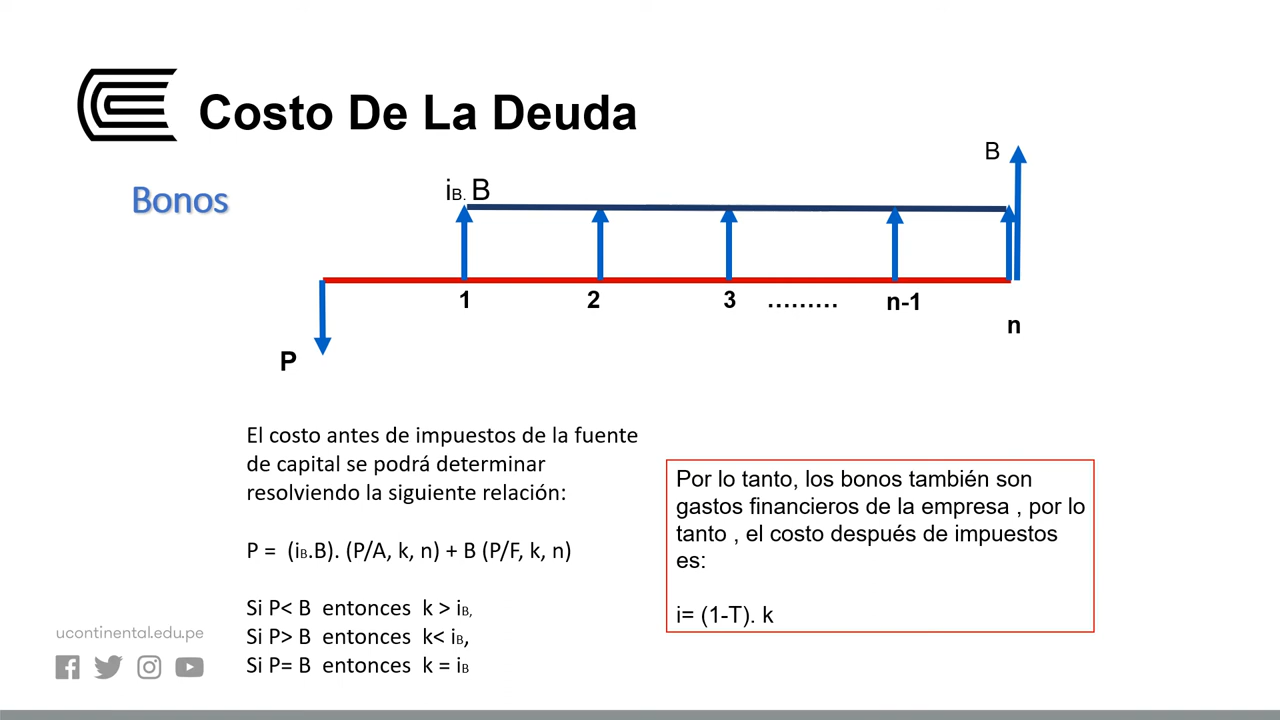 Costo De La Deuda
Bonos
B
iB. B
1
2
3
.........
n-1
n
P
El costo antes de impuestos de la fuente
de capital se podrá determinar
resolviendo la siguiente relación:
P = (iB.B). (P/A, k, n) + B (P/F, k, n)
Si P< B entonces k > iB,
Si P> B entonces k< iB,
Si P= B entonces k = iB
Por lo tanto, los bonos también son
gastos financieros de la empresa , por lo
tanto , el costo después de impuestos
es:
i= (1-T). k
ucontinental.edu.pe